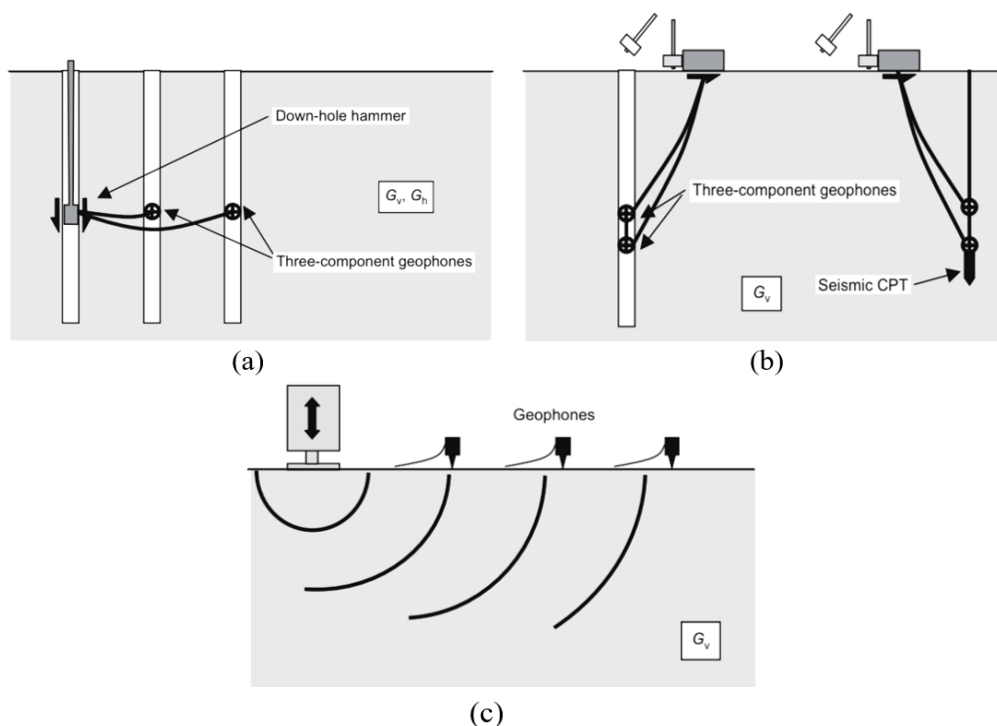 Down-hole hammer
Gv, Gh
Three-component geophones
(a)
Three-component geophones
Seismic CPT
Gv
(b)
Geophones
Gv
(c)